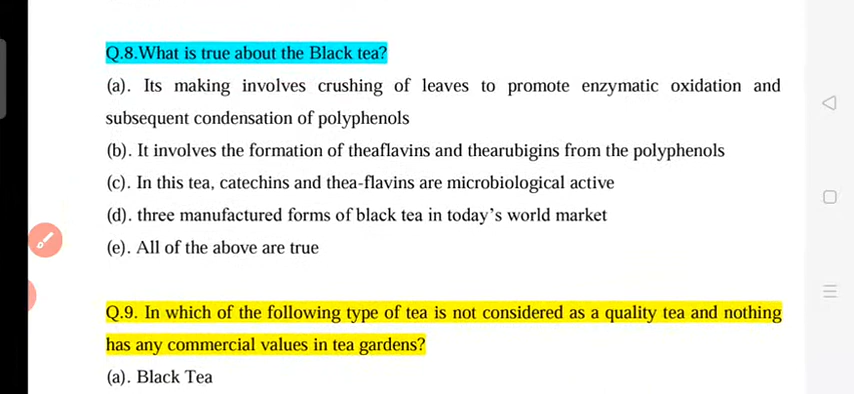 Q.8.What is true about the Black tea?
(a). Its making involves crushing of leaves to promote enzymatic oxidation and
subsequent condensation of polyphenols
(b). It involves the formation of theaflavins and thearubigins from the polyphenols
(c). In this tea, catechins and thea-flavins are microbiological active
(d). three manufactured forms of black tea in today’s world market
(e). All of the above are true
Q.9. In which of the following type of tea is not considered as a quality tea and nothing
has any commercial values in tea gardens?
(a). Black Tea